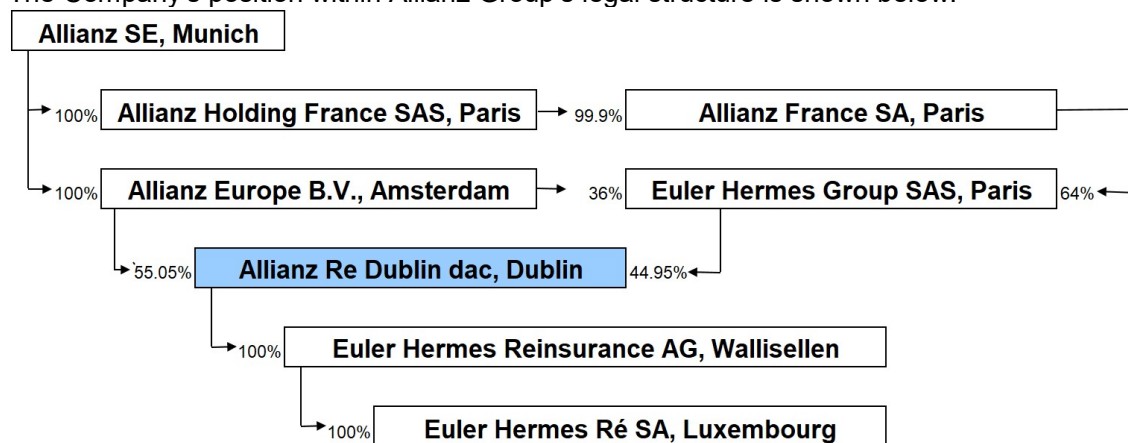 The Company's position within Allianz Group's legal structure is shown below:
Allianz SE, Munich
100% Allianz Holding France SAS, Paris 99.9% Allianz France SA, Paris
100% Allianz Europe B.V., Amsterdam 36% Euler Hermes Group SAS, Paris 64%
`55.05% Allianz Re Dublin dac, Dublin 44.95%
100% Euler Hermes Reinsurance AG, Wallisellen
100% Euler Hermes Ré SA, Luxembourg